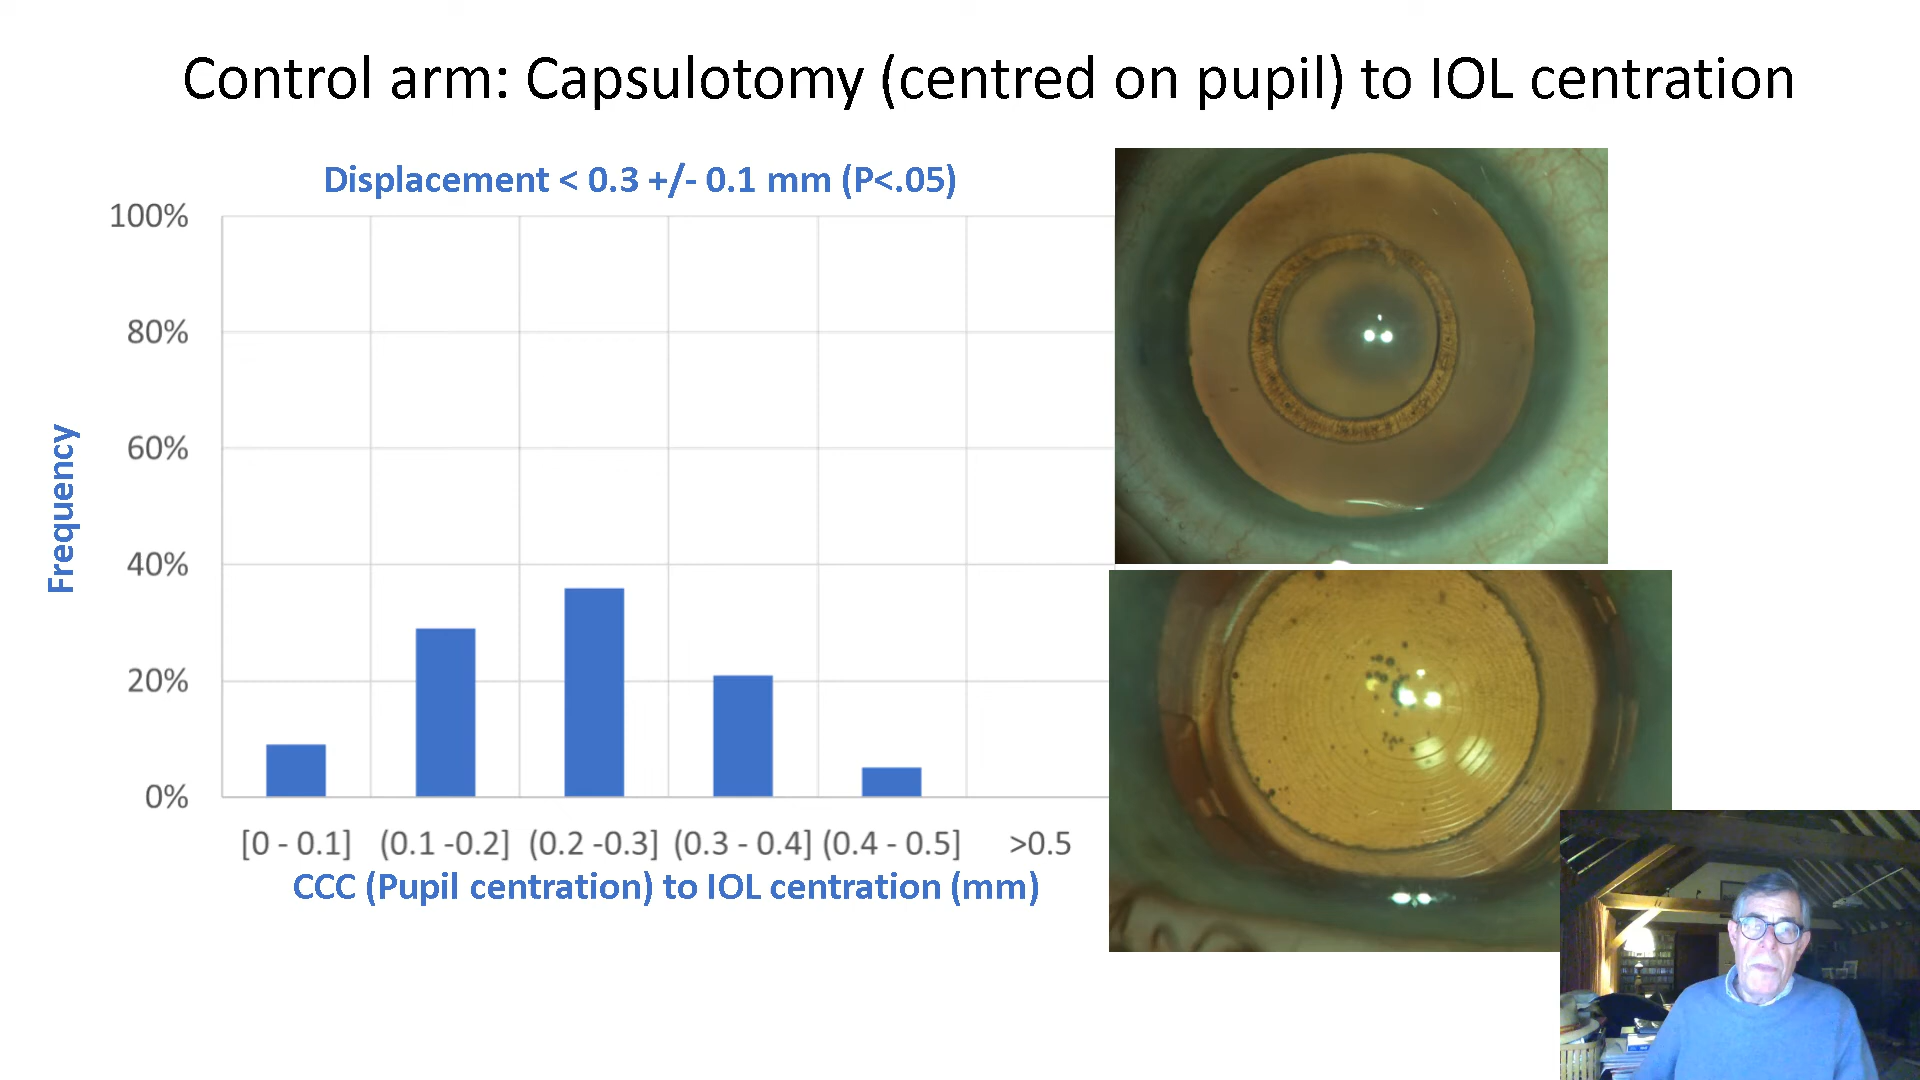 Control arm: Capsulotomy (centred on pupil) to IOL centration
Displacement < 0.3 +/- 0.1 mm (P<.05)
100%
80%
60%
40%
20%
0%
Frequency
[0 - 0.1] (0.1 -0.2] (0.2 -0.3] (0.3 - 0.4] (0.4 - 0.5] >0.5
CCC (Pupil centration) to IOL centration (mm)